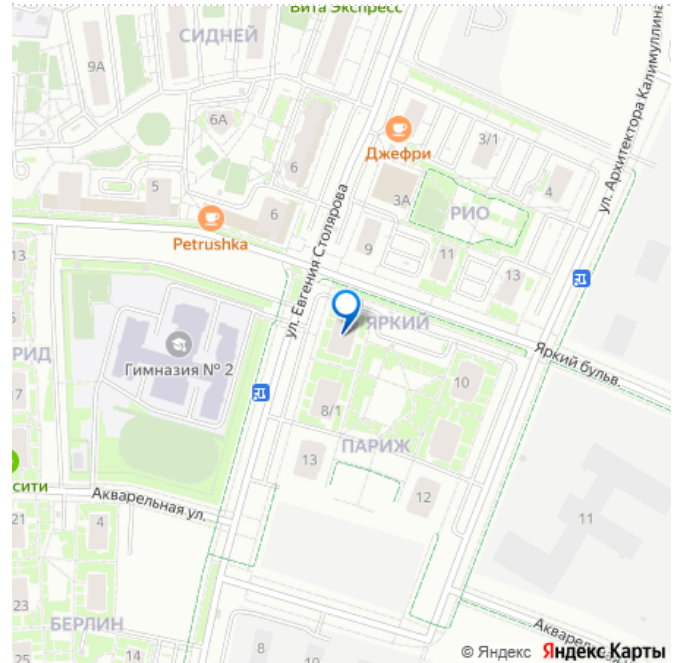 Вита Экспресс
СИДНЕЙ
9А
6А
ул. Архитектора Калимуллина
Джефри
3/1
6
5
3А
4
РИО
6
Petrushka
ул. Евгения Столярова
9
11
13
13
ЯРКИЙ
Яркий бульв.
Гимназия № 2
РИД
7
10
8/1
ПАРИЖ
13
12
сити
Акварельная ул.
21
4
11
23
БЕРЛИН
14
8
10
Акварельная
© Яндекс Яндекс Карты